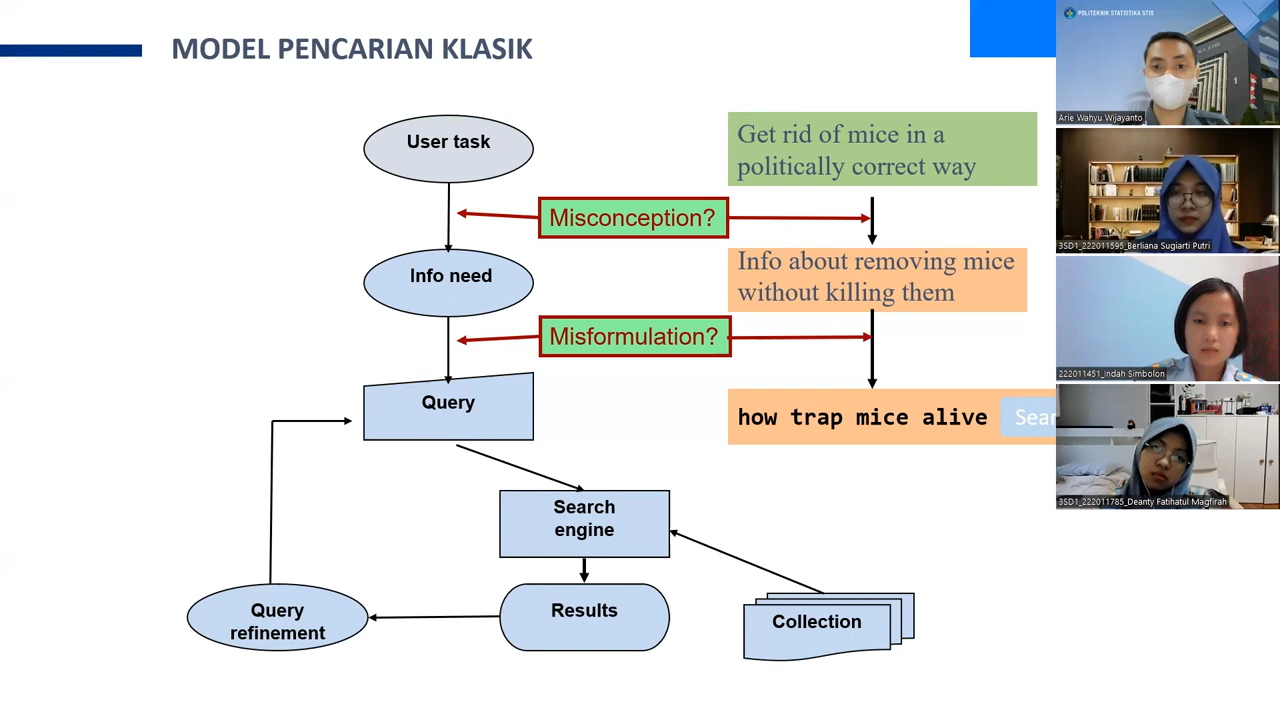 MODEL PENCARIAN KLASIK
User task
Get rid of mice in a
politically correct way
Misconception?
Info need
Info about removing mice
without killing them
Misformulation?
Query
how trap mice alive
Sear
Search
engine
Results
Query
refinement
Collection
POLITEKNIK STATISTIKA STIS
Arie Wahyu Wijayanto
3SD1_222011595_Berliana Sugiarti Putri
222011451_Indah Simbolon
3SD1_222011785_Deanty Fatihatul Magfirah